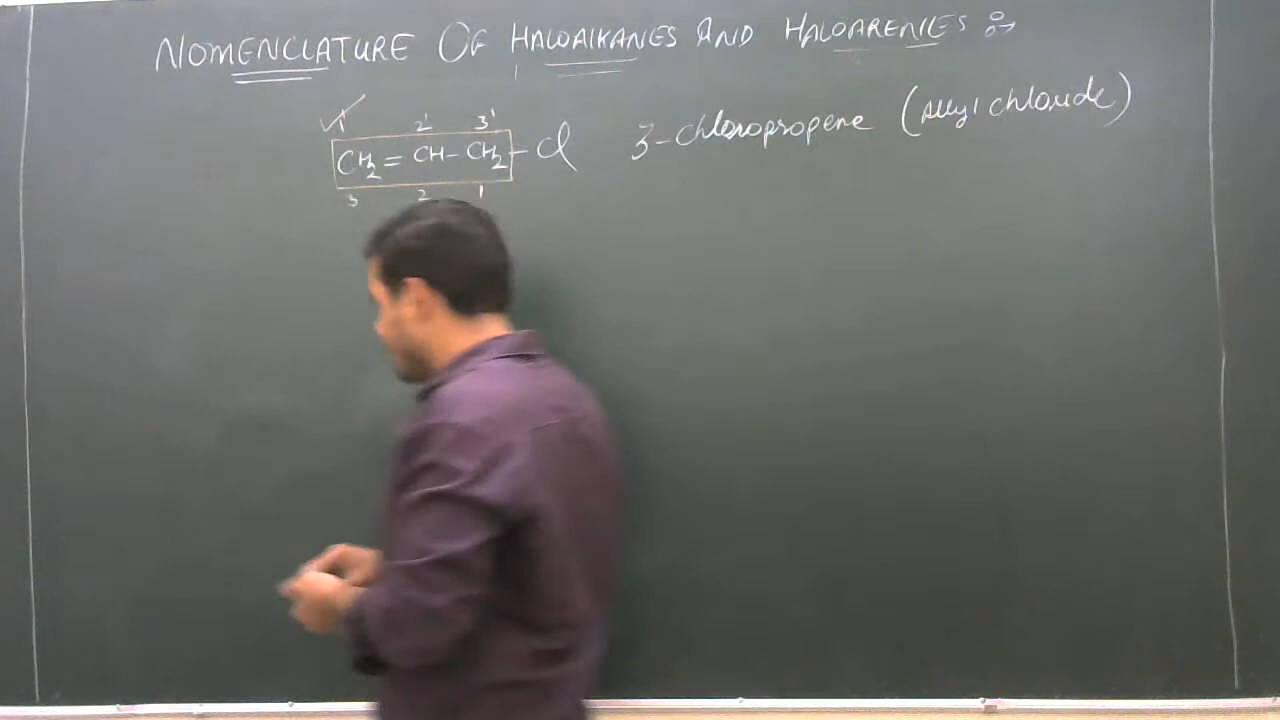 NOMENCLATURE OF HALOALKANES AND HALOARENES :-
1' 2' 3'
CH2 = CH - CH2 - Cl 3-chloropropene (Allyl chloride)
3 2 1